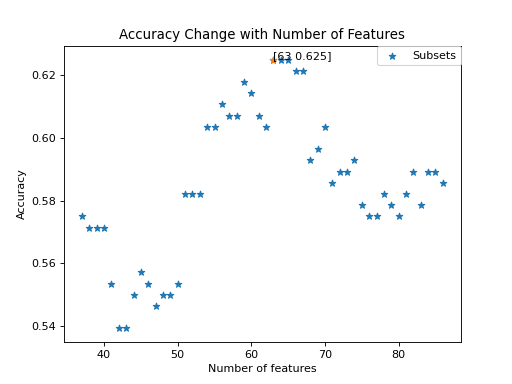 Accuracy Change with Number of Features
[63 0.625]
Subsets
0.62
0.60
0.58
0.56
0.54
Accuracy
40 50 60 70 80
Number of features